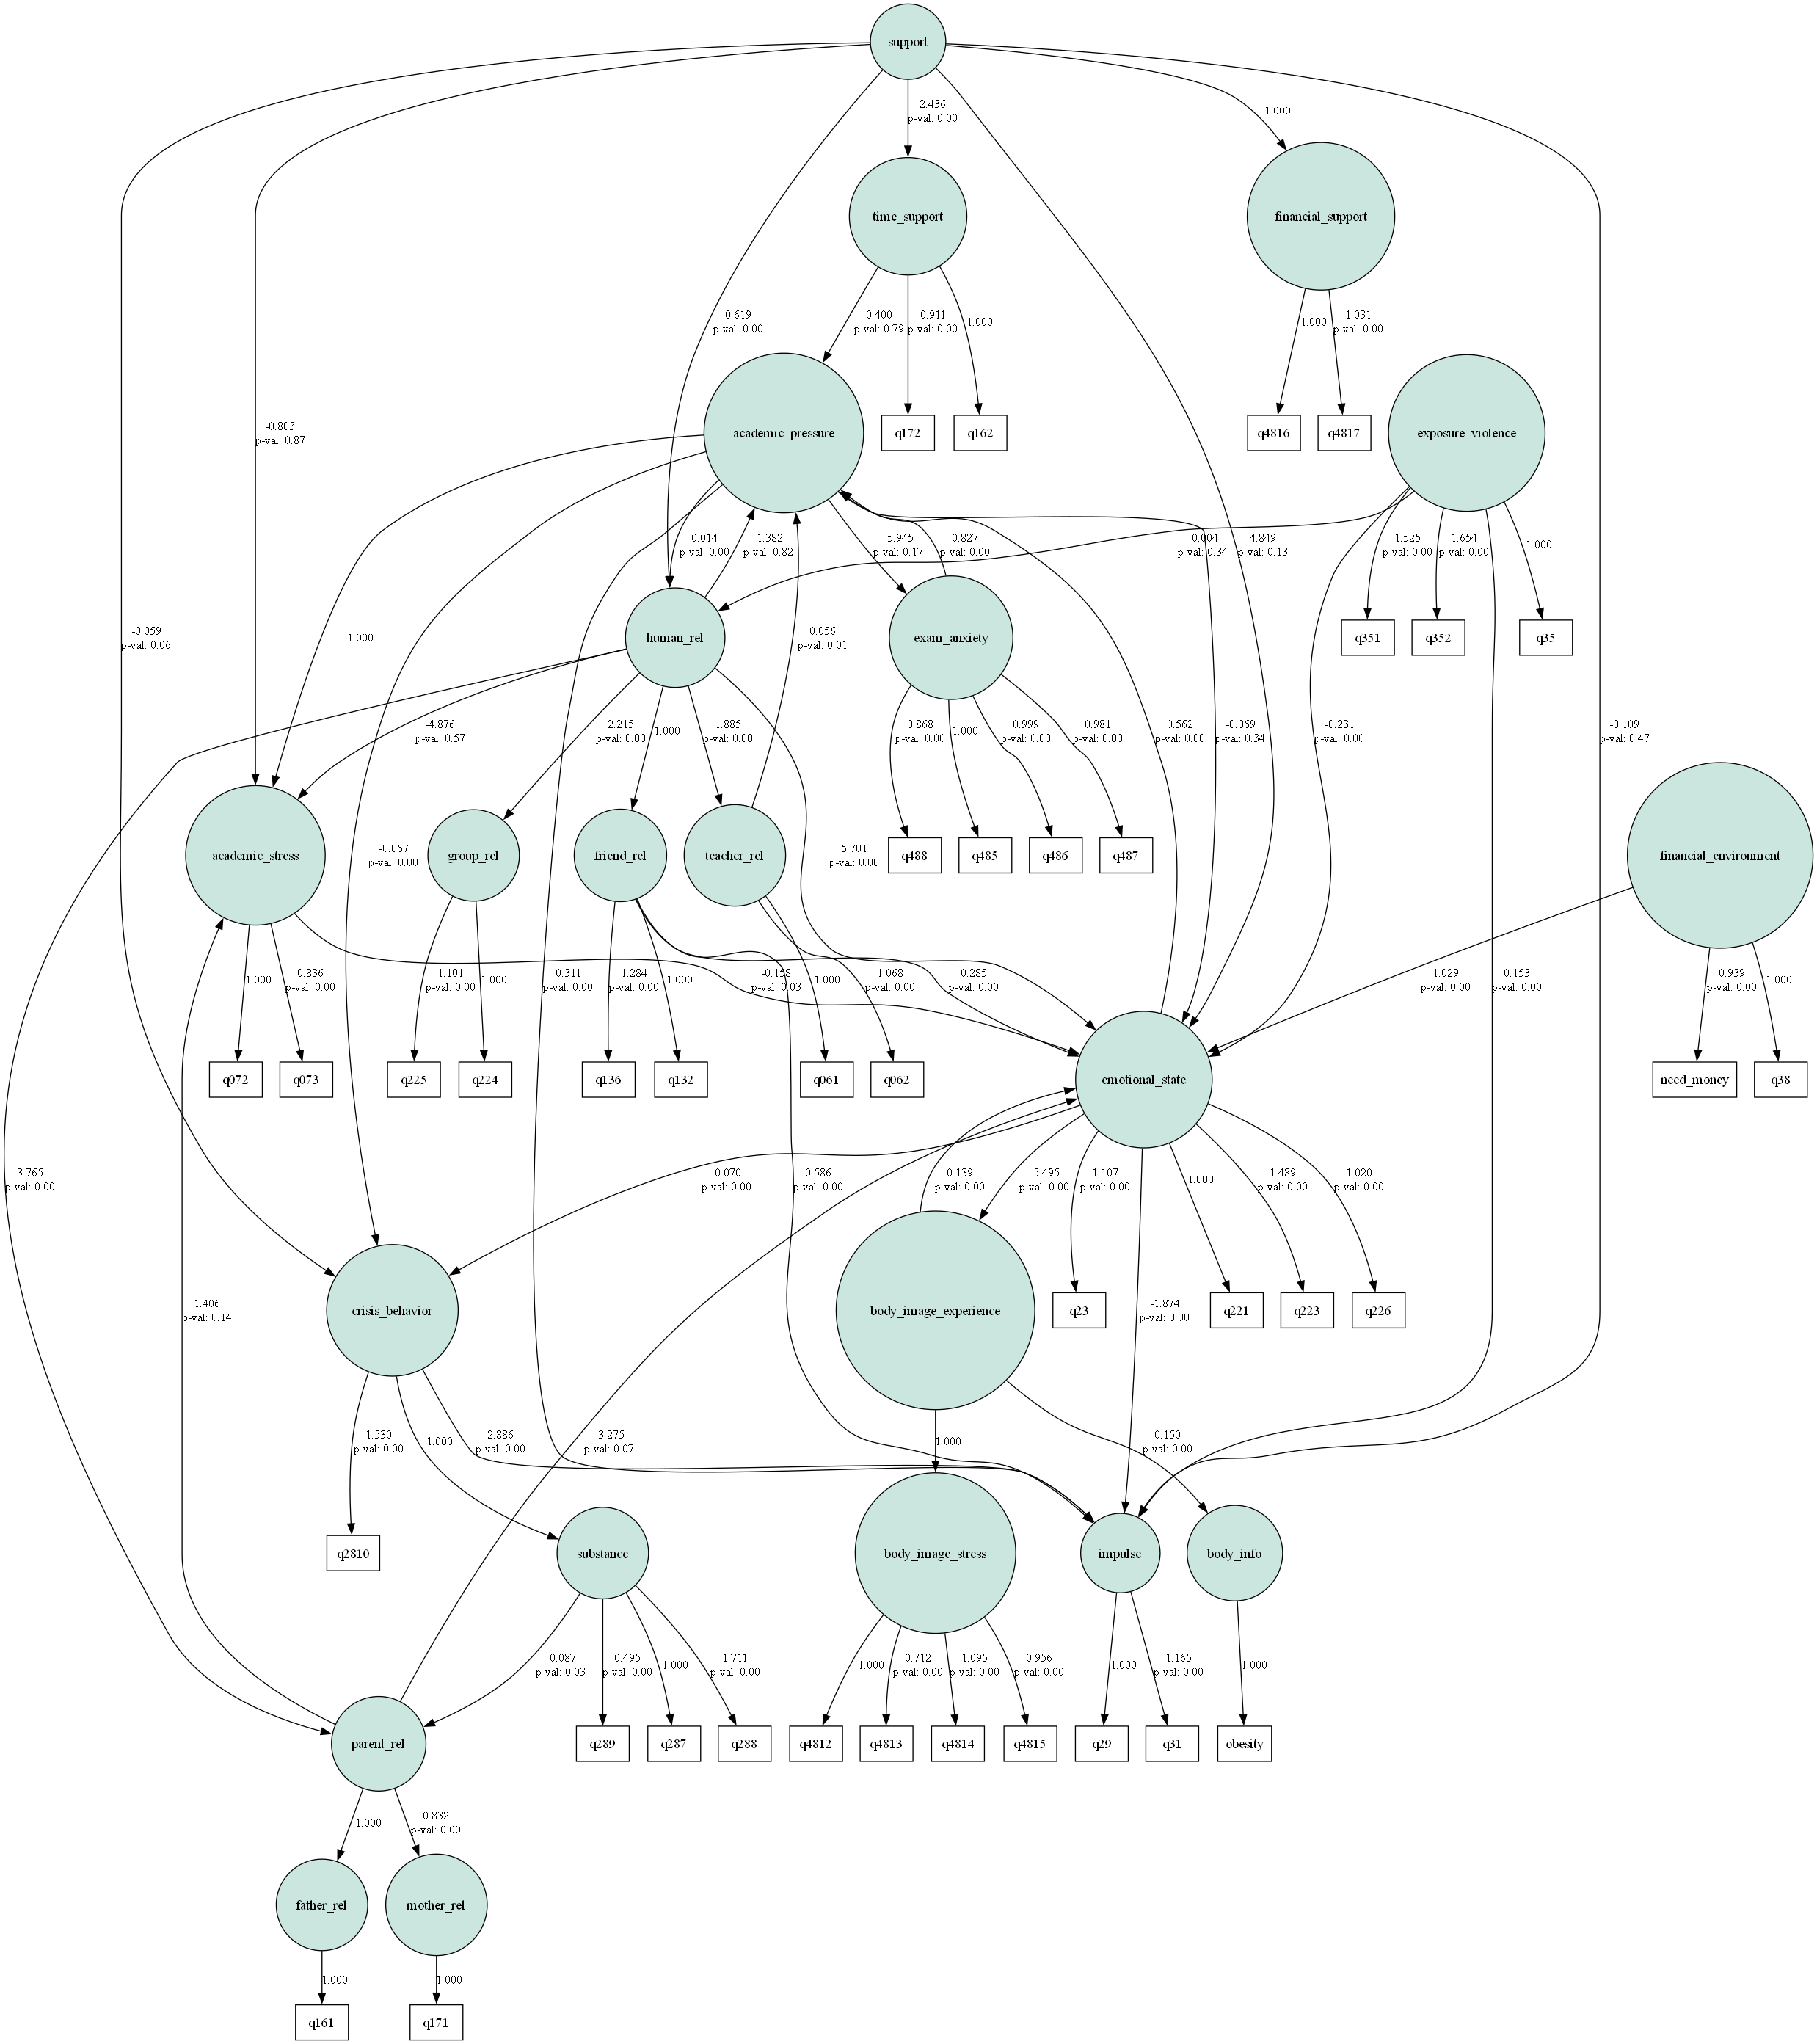 support
2.436
p-val: 0.00
1.000
time_support
financial_support
0.619
p-val: 0.00
0.400
p-val: 0.79
0.911
p-val: 0.00
1.000
1.000
1.031
p-val: 0.00
-0.803
p-val: 0.87
academic_pressure
q172
q162
q4816
q4817
exposure_violence
0.014
p-val: 0.00
-1.382
p-val: 0.82
-5.945
p-val: 0.17
0.827
p-val: 0.00
-0.004
p-val: 0.34
4.849
p-val: 0.13
1.525
p-val: 0.00
1.654
p-val: 0.00
1.000
-0.059
p-val: 0.06
1.000
human_rel
0.056
p-val: 0.01
exam_anxiety
q351
q352
q35
-4.876
p-val: 0.57
2.215
p-val: 0.00
1.000
1.885
p-val: 0.00
0.868
p-val: 0.00
1.000
0.999
p-val: 0.00
0.981
p-val: 0.00
0.562
p-val: 0.00
-0.069
p-val: 0.34
-0.231
p-val: 0.00
-0.109
p-val: 0.47
academic_stress
-0.067
p-val: 0.00
group_rel
friend_rel
teacher_rel
5.701
p-val: 0.00
q488
q485
q486
q487
financial_environment
1.000
0.836
p-val: 0.00
1.101
p-val: 0.00
1.000
0.311
p-val: 0.00
1.284
p-val: 0.00
1.000
-0.158
p-val: 0.03
1.000
1.068
p-val: 0.00
0.285
p-val: 0.00
1.029
p-val: 0.00
0.153
p-val: 0.00
0.939
p-val: 0.00
1.000
q072
q073
q225
q224
q136
q132
q061
q062
emotional_state
need_money
q38
3.765
p-val: 0.00
-0.070
p-val: 0.00
0.586
p-val: 0.00
0.139
p-val: 0.00
-5.495
p-val: 0.00
1.107
p-val: 0.00
1.000
1.489
p-val: 0.00
1.020
p-val: 0.00
1.406
p-val: 0.14
crisis_behavior
body_image_experience
q23
-1.874
p-val: 0.00
q221
q223
q226
1.530
p-val: 0.00
1.000
2.886
p-val: 0.00
-3.275
p-val: 0.07
1.000
0.150
p-val: 0.00
q2810
substance
body_image_stress
impulse
body_info
-0.087
p-val: 0.03
0.495
p-val: 0.00
1.000
1.711
p-val: 0.00
1.000
0.712
p-val: 0.00
1.095
p-val: 0.00
0.956
p-val: 0.00
1.000
1.165
p-val: 0.00
1.000
parent_rel
q289
q287
q288
q4812
q4813
q4814
q4815
q29
q31
obesity
1.000
0.832
p-val: 0.00
father_rel
mother_rel
1.000
1.000
q161
q171